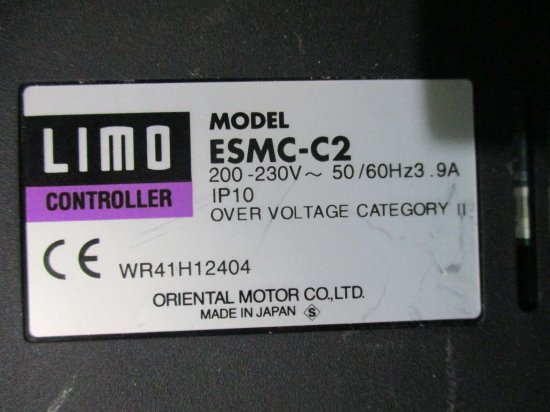 LIMO
CONTROLLER
MODEL
ESMC-C2
200-230V~ 50/60Hz3.9A
IP10
OVER VOLTAGE CATEGORY II
CE WR41H12404
ORIENTAL MOTOR CO.,LTD.
MADE IN JAPAN S